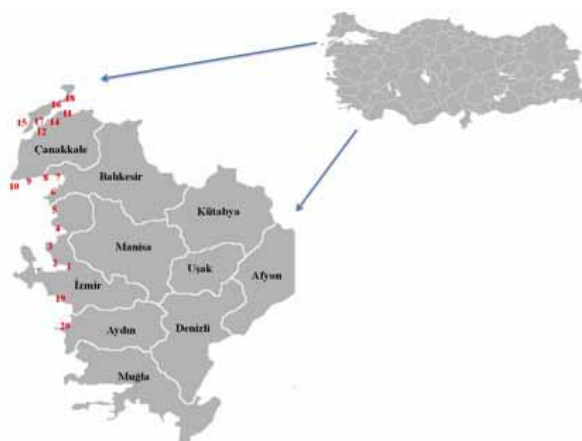 18
16
11
15
17
14
12
Çanakkale
10
9
8
7
Balıkesir
6
5
Kütahya
4
3
Manisa
2
1
Uşak
Afyon
İzmir
19
20
Aydın
Denizli
Muğla